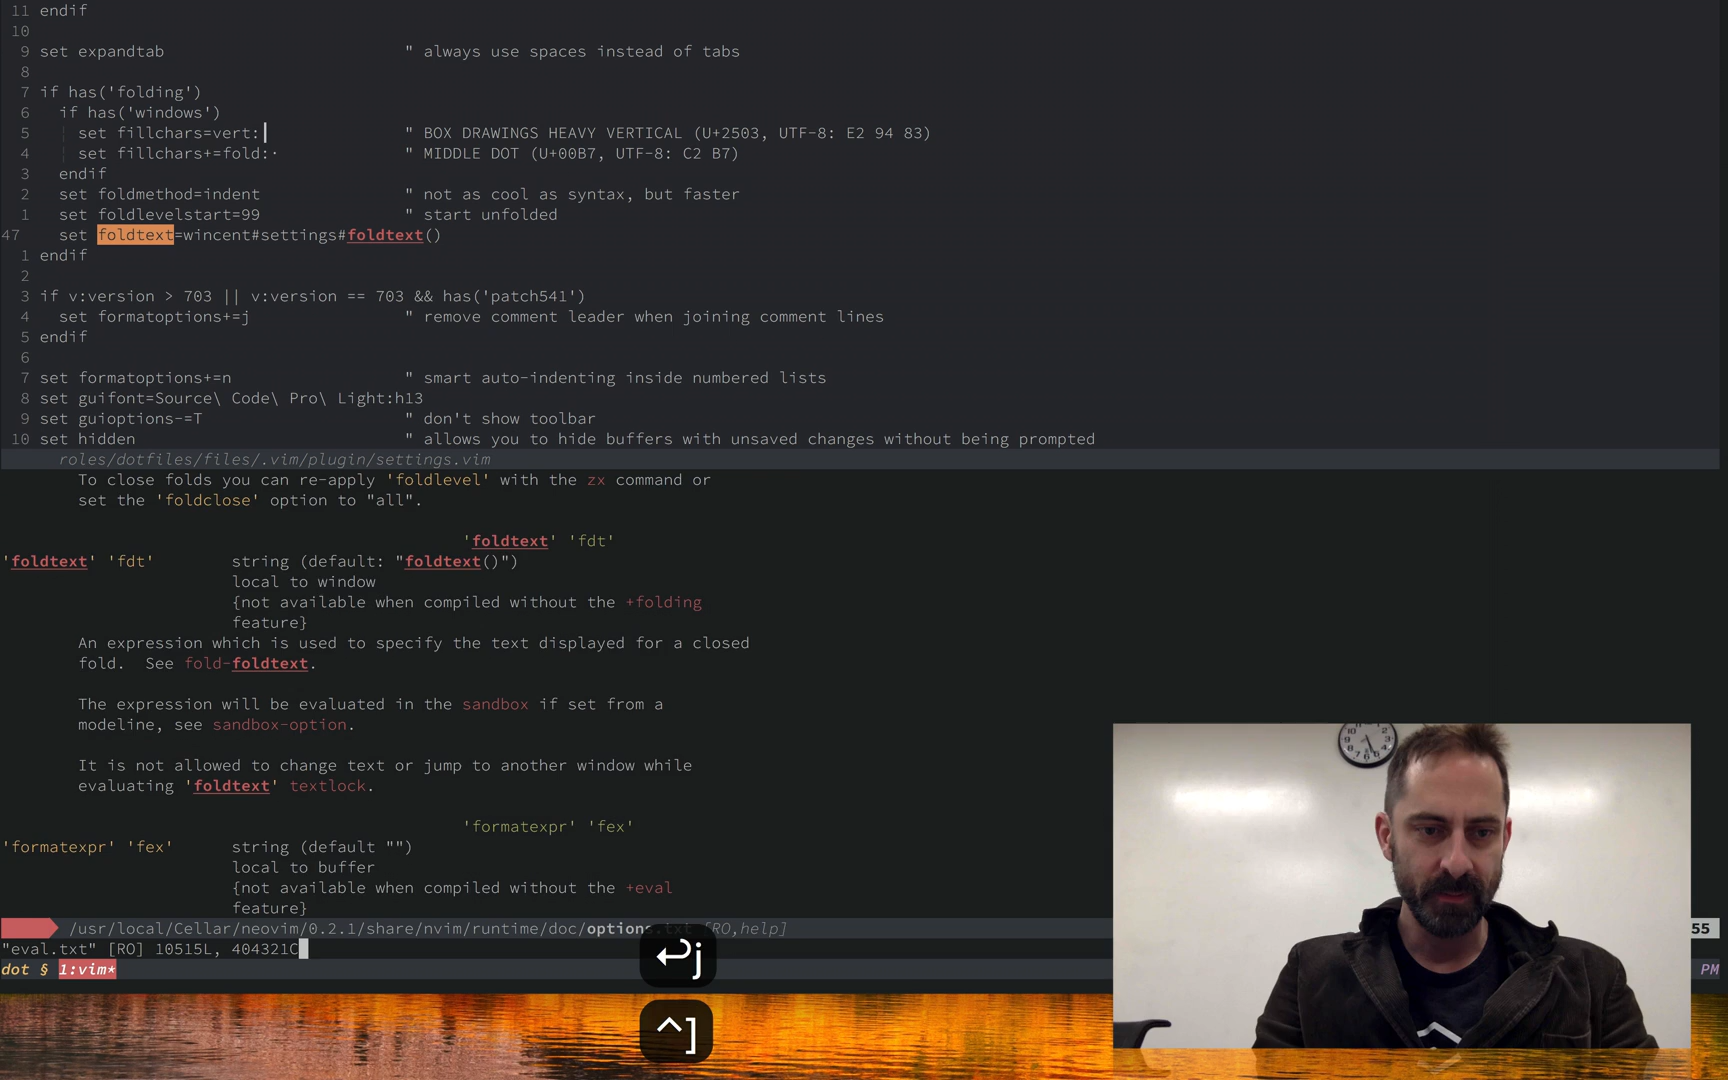 11 endif
10
9 set expandtab " always use spaces instead of tabs
8
7 if has('folding')
6 if has('windows')
5 set fillchars=vert:┃ " BOX DRAWINGS HEAVY VERTICAL (U+2503, UTF-8: E2 94 83)
4 set fillchars+=fold:· " MIDDLE DOT (U+00B7, UTF-8: C2 B7)
3 endif
2 set foldmethod=indent " not as cool as syntax, but faster
1 set foldlevelstart=99 " start unfolded
47 set foldtext=wincent#settings#foldtext()
1 endif
2
3 if v:version > 703 || v:version == 703 && has('patch541')
4 set formatoptions+=j " remove comment leader when joining comment lines
5 endif
6
7 set formatoptions+=n " smart auto-indenting inside numbered lists
8 set guifont=Source\ Code\ Pro\ Light:h13
9 set guioptions-=T " don't show toolbar
10 set hidden " allows you to hide buffers with unsaved changes without being prompted
roles/dotfiles/files/.vim/plugin/settings.vim
To close folds you can re-apply 'foldlevel' with the zx command or
set the 'foldclose' option to "all".
'foldtext' 'fdt'
'foldtext' 'fdt' string (default: "foldtext()")
local to window
{not available when compiled without the +folding
feature}
An expression which is used to specify the text displayed for a closed
fold. See fold-foldtext.
The expression will be evaluated in the sandbox if set from a
modeline, see sandbox-option.
It is not allowed to change text or jump to another window while
evaluating 'foldtext' textlock.
'formatexpr' 'fex'
'formatexpr' 'fex' string (default "")
local to buffer
{not available when compiled without the +eval
feature}
/usr/local/Cellar/neovim/0.2.1/share/nvim/runtime/doc/options.txt [RO,help] 55
"eval.txt" [RO] 10515L, 404321C
↩j
dot § 1:vim* PM
^]